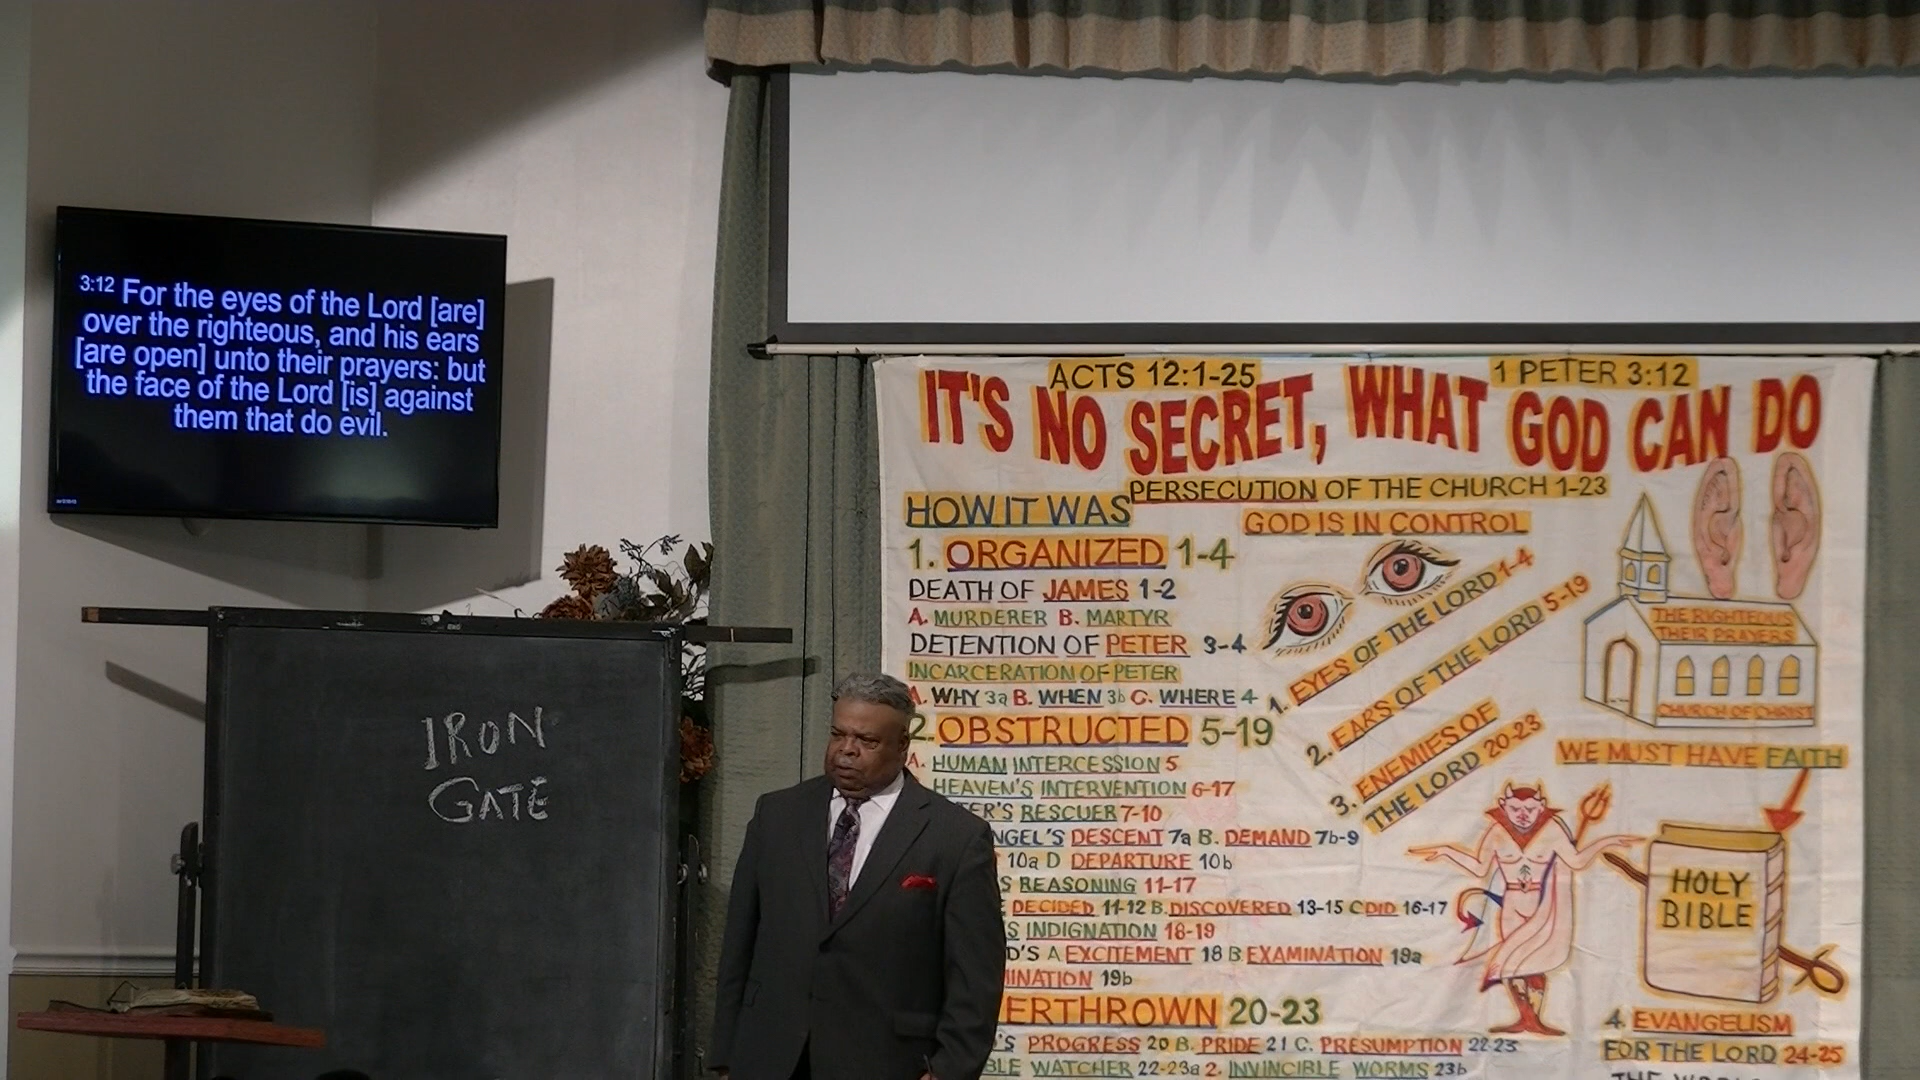 3:12 For the eyes of the Lord [are]
over the righteous, and his ears
[are open] unto their prayers: but
the face of the Lord [is] against
them that do evil.
IRON
GATE
ACTS 12:1-25
1 PETER 3:12
IT'S NO SECRET, WHAT GOD CAN DO
PERSECUTION OF THE CHURCH 1-23
HOW IT WAS
GOD IS IN CONTROL
1. ORGANIZED 1-4
DEATH OF JAMES 1-2
A. MURDERER B. MARTYR
DETENTION OF PETER 3-4
INCARCERATION OF PETER
A. WHY 3a B. WHEN 3b C. WHERE 4
2. OBSTRUCTED 5-19
A. HUMAN INTERCESSION 5
HEAVEN'S INTERVENTION 6-17
TER'S RESCUER 7-10
NGEL'S DESCENT 7a B. DEMAND 7b-9
10a D DEPARTURE 10b
S REASONING 11-17
DECIDED 11-12 B. DISCOVERED 13-15 C DID 16-17
S INDIGNATION 18-19
D'S A EXCITEMENT 18 B EXAMINATION 19a
INATION 19b
ERTHROWN 20-23
'S PROGRESS 20 B. PRIDE 21 C. PRESUMPTION 22-23
BLE WATCHER 22-23a 2. INVINCIBLE WORMS 23b
1. EYES OF THE LORD 1-4
2. EARS OF THE LORD 5-19
3. ENEMIES OF
THE LORD 20-23
THE RIGHTEOUS
THEIR PRAYERS
CHURCH OF CHRIST
WE MUST HAVE FAITH
HOLY
BIBLE
4. EVANGELISM
FOR THE LORD 24-25